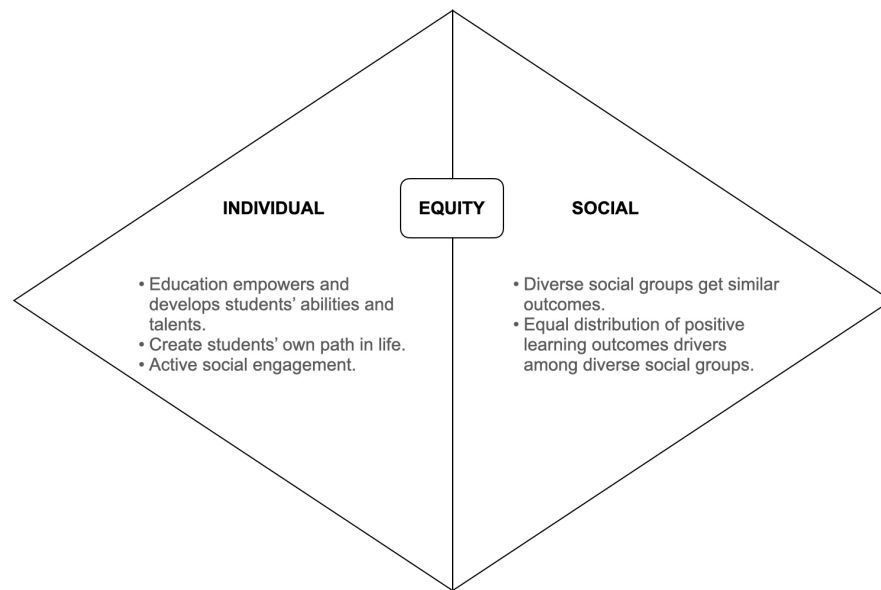 INDIVIDUAL
EQUITY
SOCIAL
• Education empowers and
develops students’ abilities and
talents.
• Create students’ own path in life.
• Active social engagement.
• Diverse social groups get similar
outcomes.
• Equal distribution of positive
learning outcomes drivers
among diverse social groups.